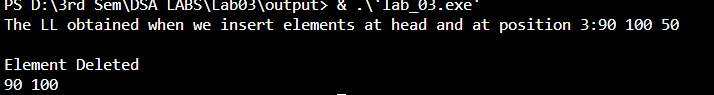 PS D:\3rd Sem\DSA LABS\Lab03\output> & .\'lab_03.exe'
The LL obtained when we insert elements at head and at position 3:90 100 50
Element Deleted
90 100